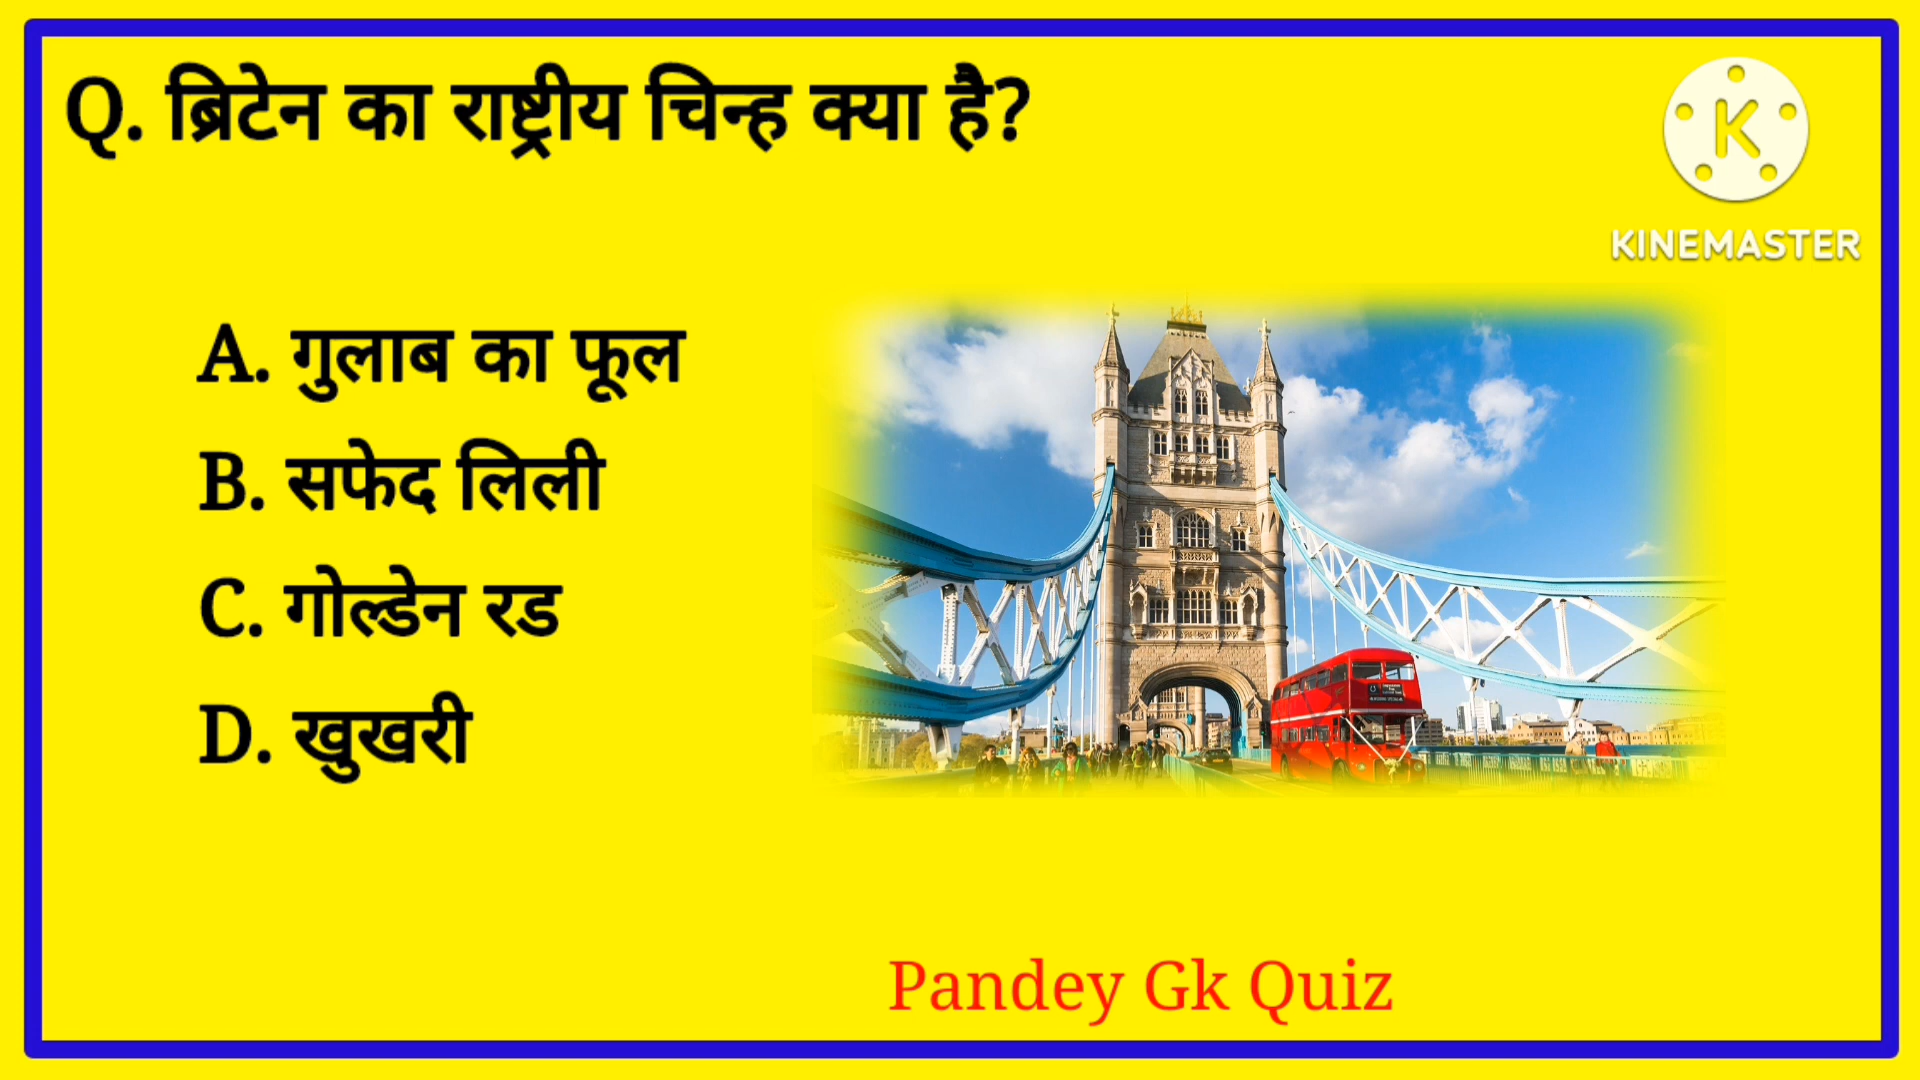 Q. ब्रिटेन का राष्ट्रीय चिन्ह क्या है?
K
KINEMASTER
A. गुलाब का फूल
B. सफेद लिली
C. गोल्डेन रड
D. खुखरी
Pandey Gk Quiz